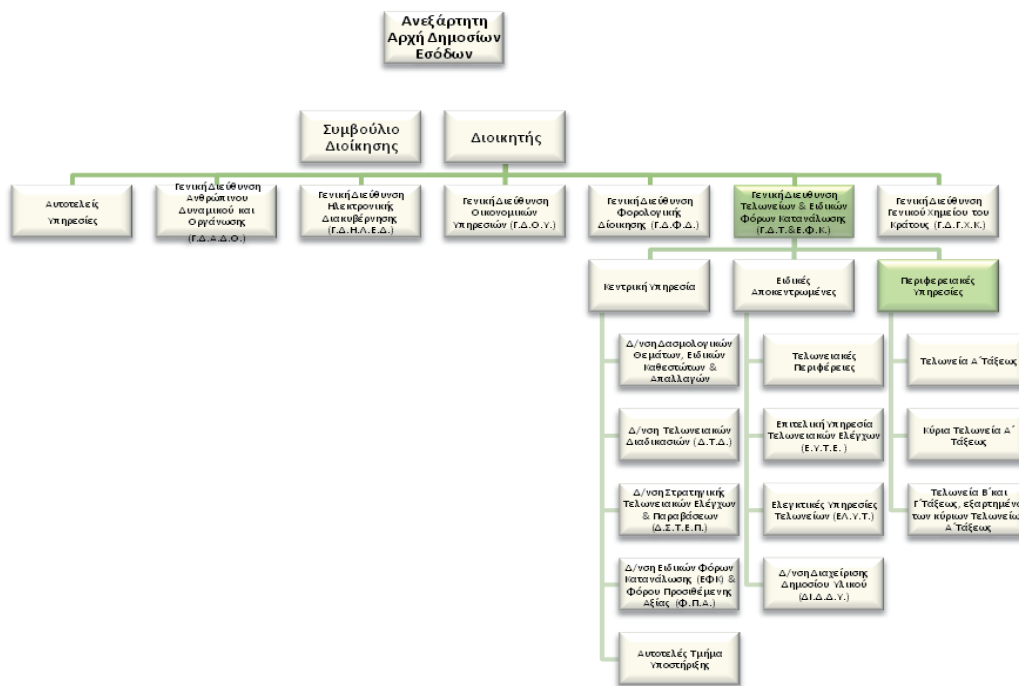 Ανεξάρτητη
Αρχή Δημοσίων
Εσόδων
Συμβούλιο
Διοίκησης
Διοικητής
Αυτοτελείς
Υπηρεσίες
Γενική Διεύθυνση
Ανθρώπινου
Δυναμικού και
Οργάνωσης
(Γ.Δ.Α.Δ.Ο.)
Γενική Διεύθυνση
Ηλεκτρονικής
Διακυβέρνησης
(Γ.Δ.Η.Λ.Ε.Δ.)
Γενική Διεύθυνση
Οικονομικών
Υπηρεσιών (Γ.Δ.Ο.Υ.)
Γενική Διεύθυνση
Φορολογικής
Δίοικησης (Γ.Δ.Φ.Δ.)
Γενική Διευθυνση
Τελωνείων & Ειδικών
Φόρων Κατανάλωσης
(Γ.Δ.Τ.&Ε.Φ.Κ.)
Γενική Διεύθυνση
Γενικού Χημείου του
Κράτους (Γ.Δ.Γ.Χ.Κ.)
Κεντρική Υπηρεσία
Ειδικές
Αποκεντρωμένες
Περιφερειακές
Υπηρεσίες
Δ/νση Δασμολογικών
Θεμάτων, Ειδικών
Καθεστώτων &
Απαλλαγών
Δ/νση Τελωνειακών
Διαδικασιών (Δ.Τ.Δ.)
Δ/νση Στρατηγικής
Τελωνειακών Ελέγχων
& Παραβάσεων
(Δ.Σ.Τ.Ε.Π.)
Δ/νση Ειδικών Φόρων
Κατανάλωσης (ΕΦΚ) &
Φόρου Προσιθέμενης
Αξίας (Φ.Π.Α.)
Αυτοτελές Τμήμα
Υποστήριξης
Τελωνειακές
Περιφέρειες
Επιτελική Υπηρεσία
Τελωνειακών Ελέγχων
(Ε.Υ.Τ.Ε.)
Ελεγκτικές Υπηρεσίες
Τελωνείων (ΕΛ.Υ.Τ.)
Δ/νση Διαχείρισης
Δημοσίου Υλικού
(ΔΙ.Δ.Δ.Υ.)
Τελωνεία Α΄Τάξεως
Κύρια Τελωνεία Α΄
Τάξεως
Τελωνεία Β΄και
Γ΄Τάξεως, εξαρτημένα
των κύριων Τελωνείων
Α΄Τάξεως